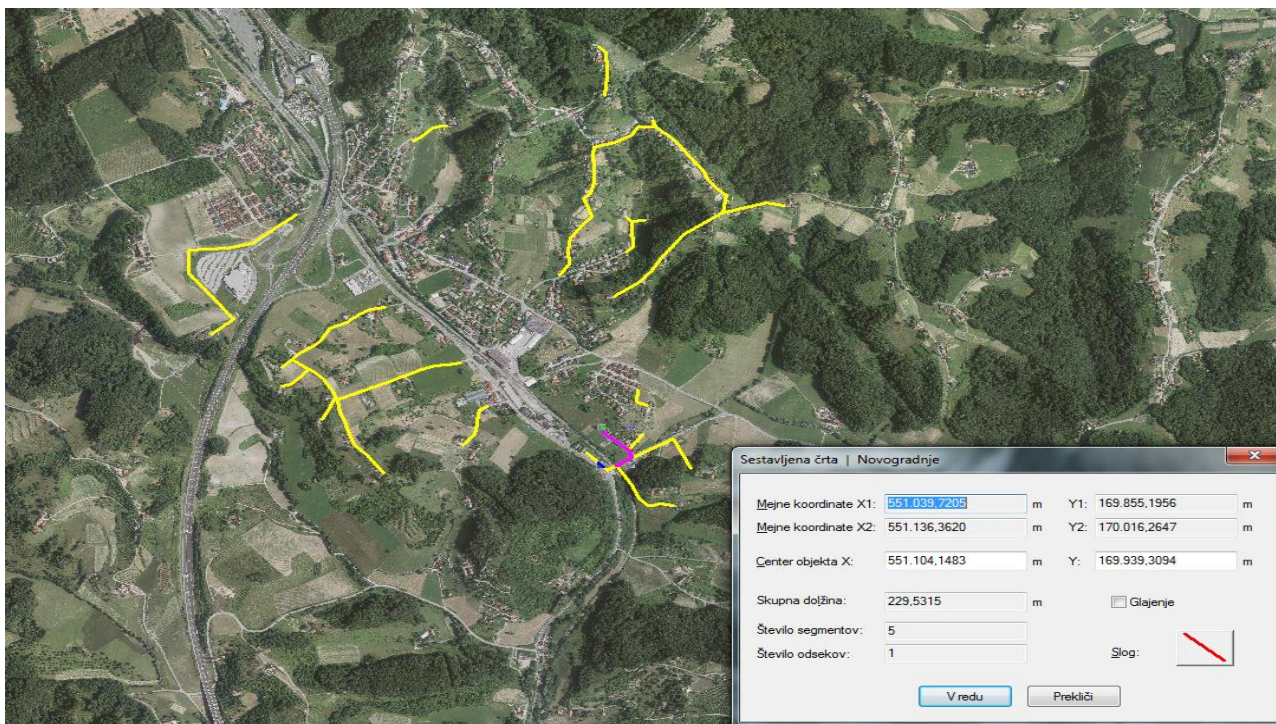 Sestavljena črta | Novogradnje
Mejne koordinate X1: 551.039,7205 m Y1: 169.855,1956 m
Mejne koordinate X2: 551.136,3620 m Y2: 170.016,2647 m
Center objekta X: 551.104,1483 m Y: 169.939,3094 m
Skupna dolžina: 229,5315 m Glajenje
Število segmentov: 5
Število odsekov: 1 Slog:
V redu Prekliči